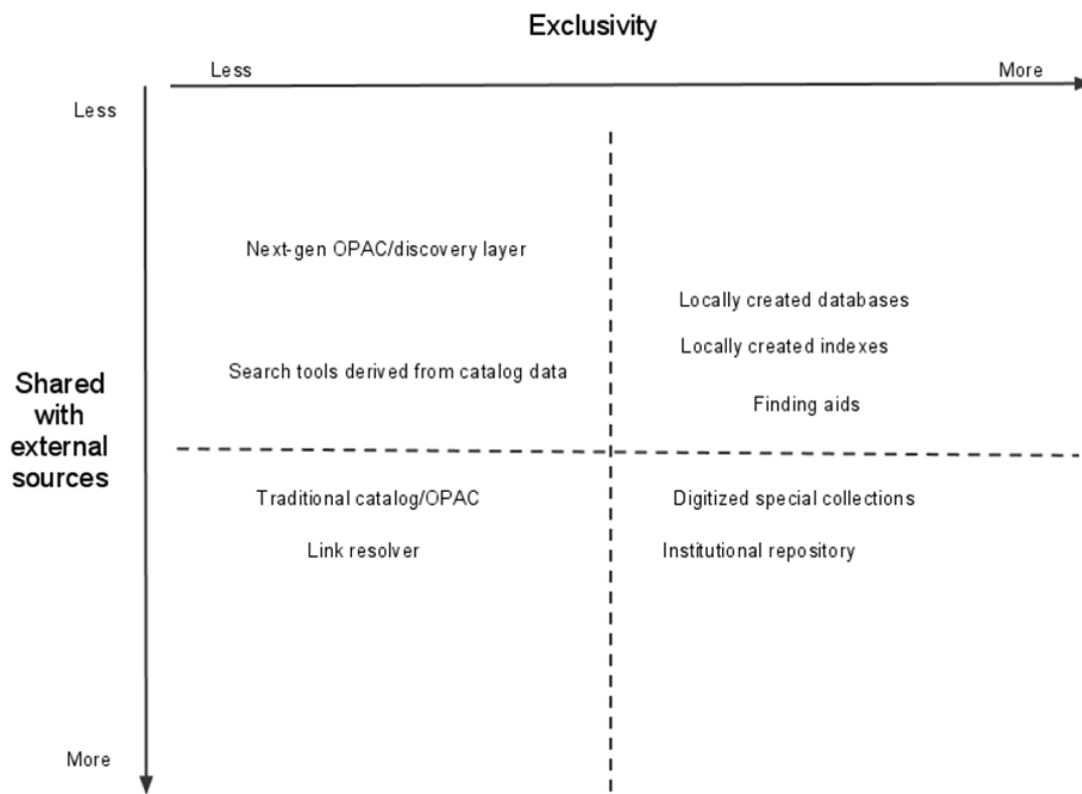 Exclusivity
Less
More
Less
Next-gen OPAC/discovery layer
Locally created databases
Locally created indexes
Search tools derived from catalog data
Finding aids
Shared
with
external
sources
Traditional catalog/OPAC
Digitized special collections
Link resolver
Institutional repository
More